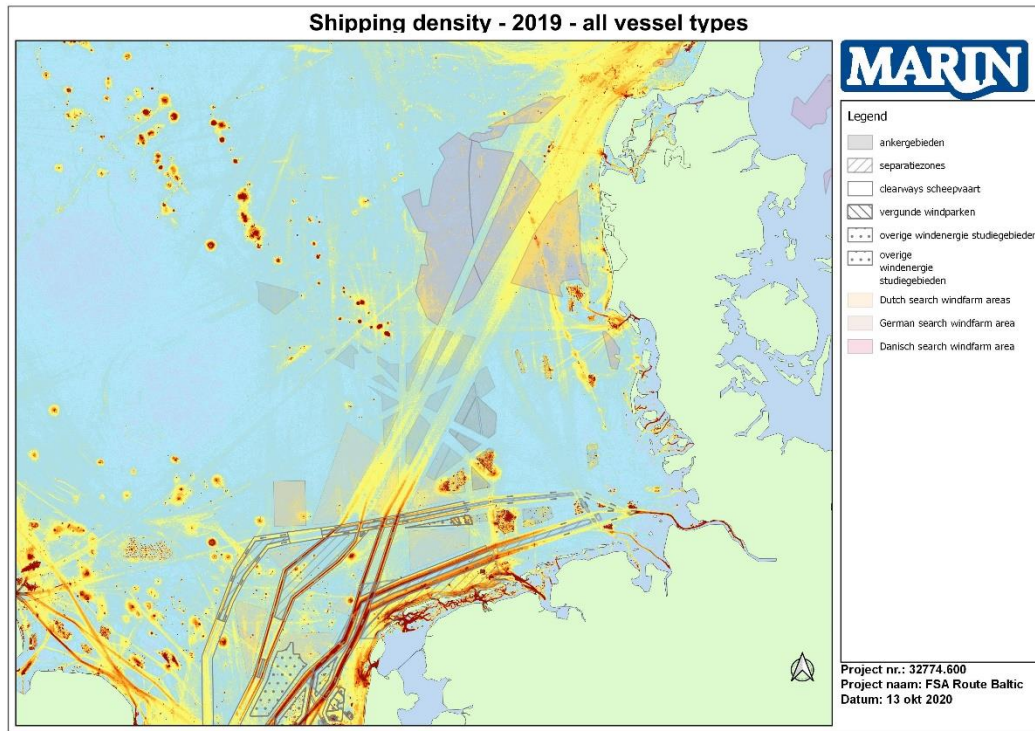 Shipping density - 2019 - all vessel types
MARIN
Legend
ankergebieden
separatiezones
clearways scheepvaart
vergunde windparken
overige windenergie studiegebieden
overige
windenergie
studiegebieden
Dutch search windfarm areas
German search windfarm area
Danisch search windfarm area
Project nr.: 32774.600
Project naam: FSA Route Baltic
Datum: 13 okt 2020